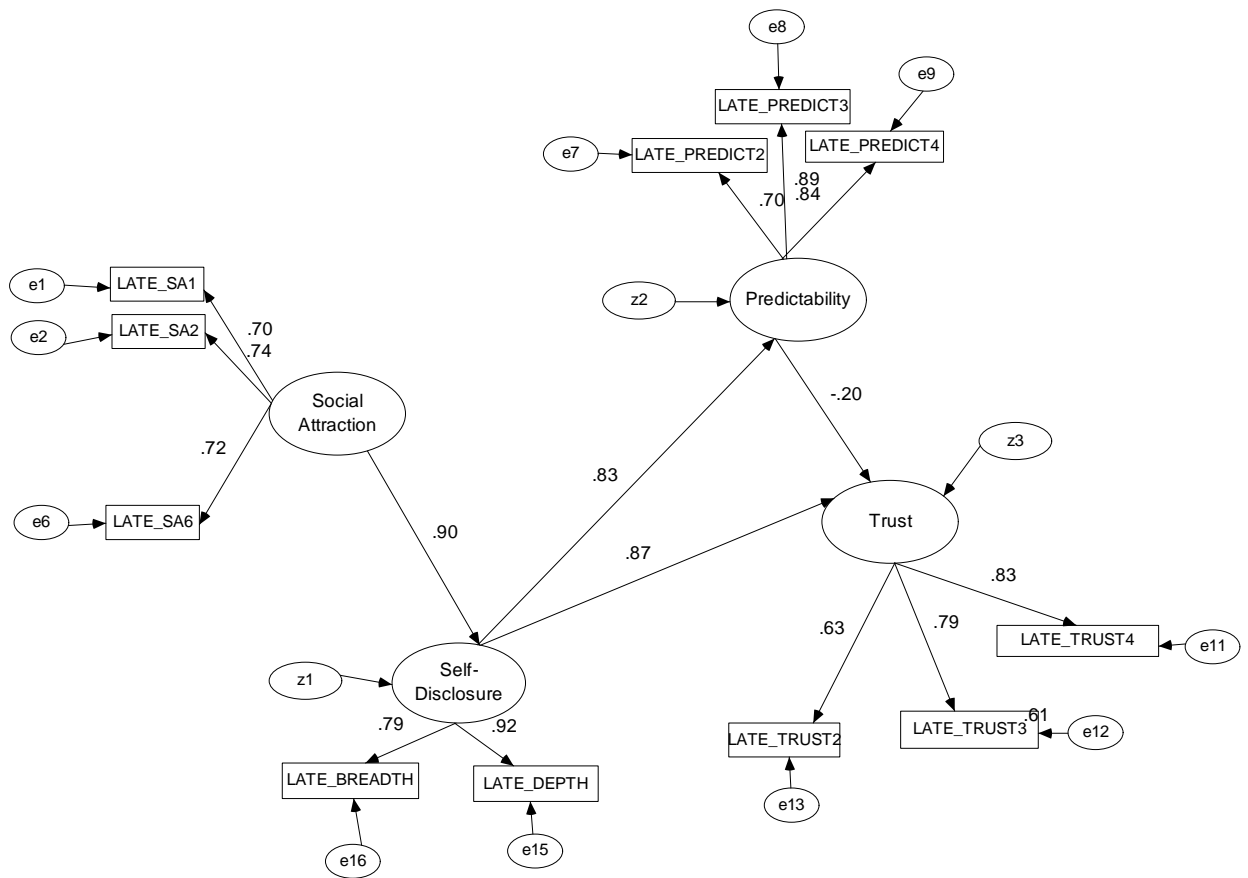 e8
e9
LATE_PREDICT3
LATE_PREDICT4
e7
LATE_PREDICT2
.89
.84
.70
e1
LATE_SA1
e2
LATE_SA2
.70
.74
z2
Predictability
Social
Attraction
-.20
.72
z3
.83
e6
LATE_SA6
Trust
.90
.87
.83
.63
.79
LATE_TRUST4
e11
z1
Self-
Disclosure
.79
.92
LATE_TRUST2
LATE_TRUST3
.61
e12
LATE_BREADTH
LATE_DEPTH
e13
e16
e15